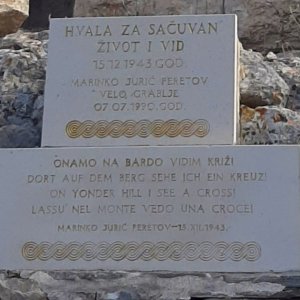 HVALA ZA SAČUVAN
ŽIVOT I VID
15.12.1943 GOD.
MARINKO JURIĆ PERETOV
VELO GRABLJE
07.07.1990.GOD.
ONAMO NA BARDO VIDIM KRIŽI
DORT AUF DEM BERG SEHE ICH EIN KREUZ!
ON YONDER HILL I SEE A CROSS!
LASSU' NEL MONTE VEDO UNA CROCE!
MARINKO JURIĆ PERETOV-15.XII.1943.